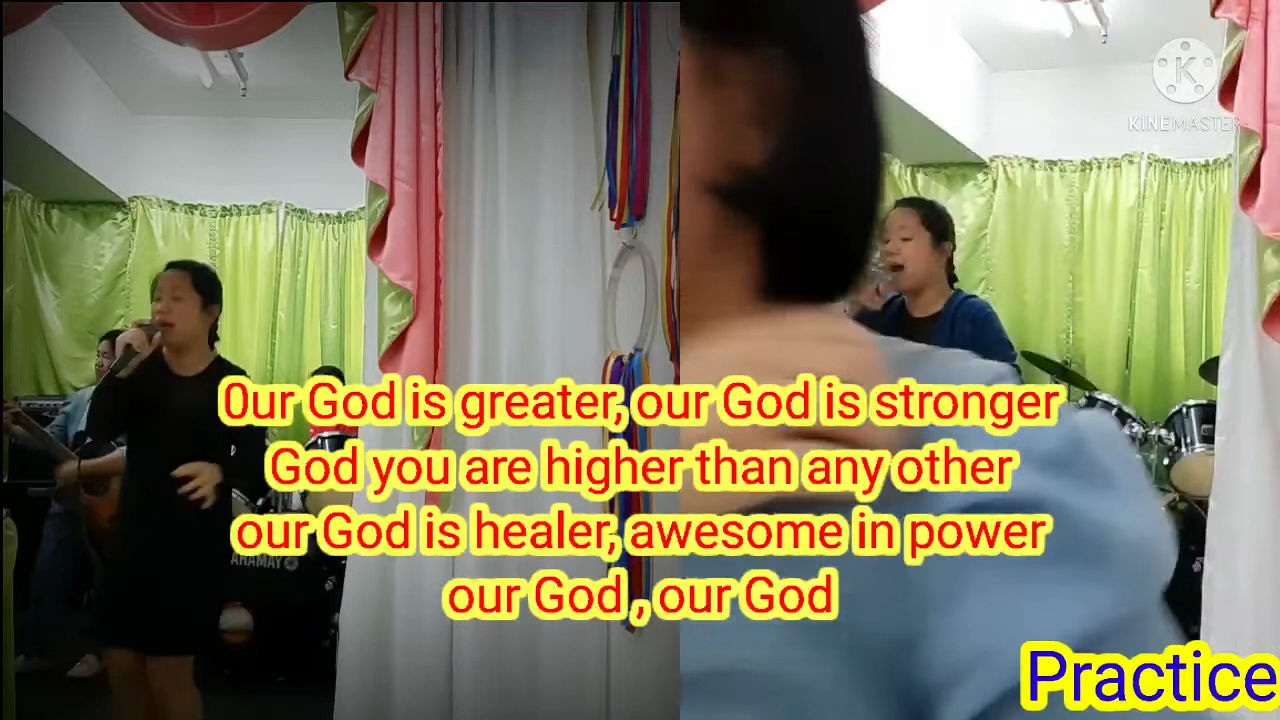 KINEMASTER
0ur God is greater, our God is stronger
God you are higher than any other
our God is healer, awesome in power
our God , our God
AHAMAY
Practice